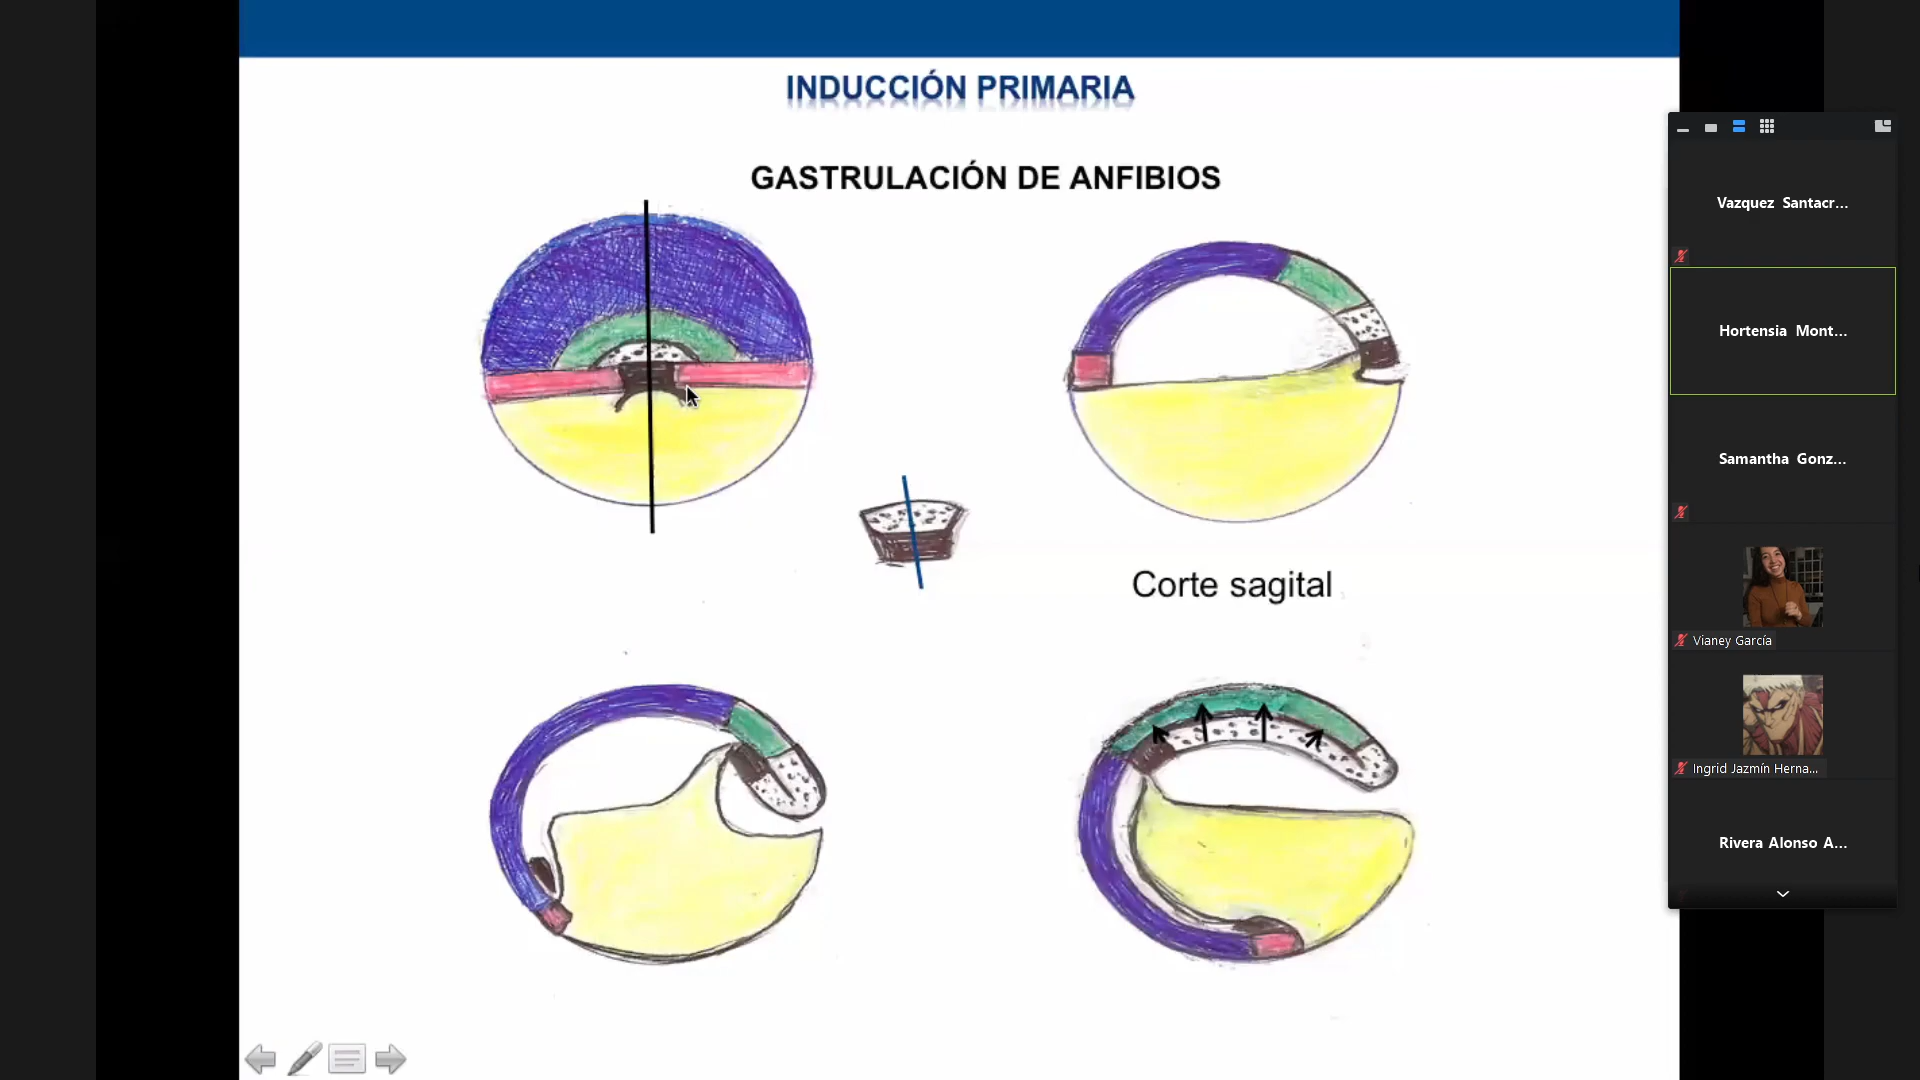 INDUCCIÓN PRIMARIA
GASTRULACIÓN DE ANFIBIOS
Corte sagital
Vazquez Santacr...
Hortensia Mont...
Samantha Gonz...
Vianey García
Ingrid Jazmín Herna...
Rivera Alonso A...